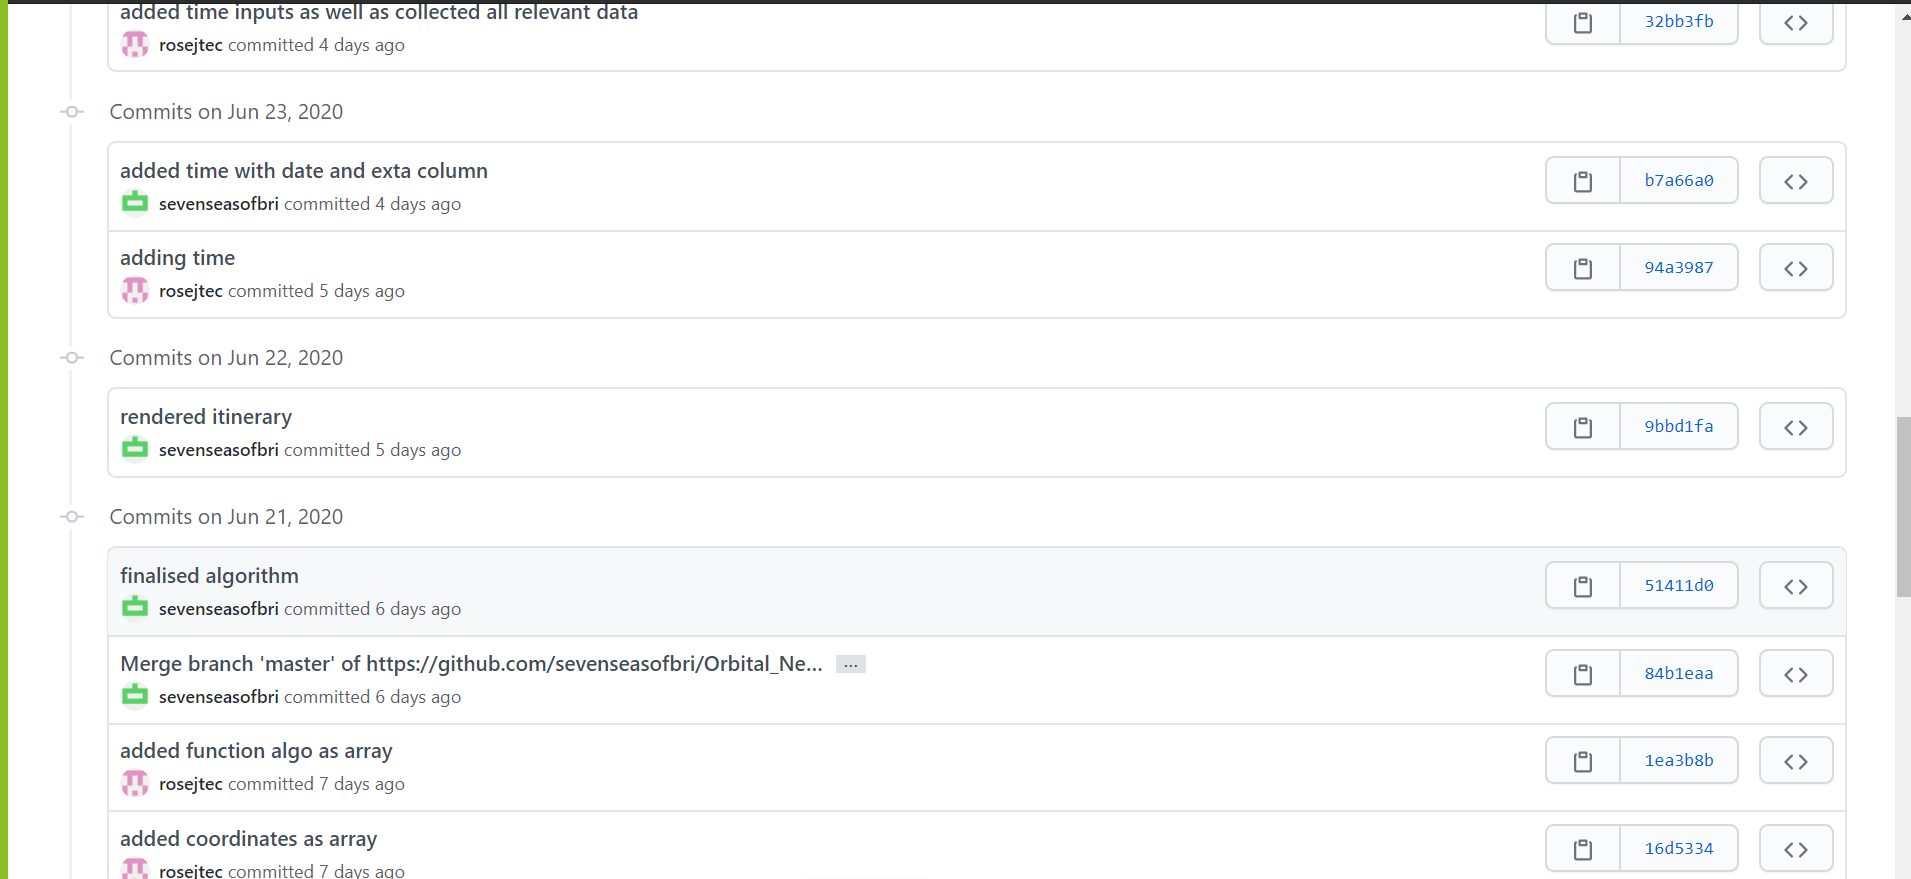 added time inputs as well as collected all relevant data
32bb3fb
rosejtec committed 4 days ago
Commits on Jun 23, 2020
added time with date and exta column
b7a66a0
sevenseasofbri committed 4 days ago
adding time
94a3987
rosejtec committed 5 days ago
Commits on Jun 22, 2020
rendered itinerary
9bbd1fa
sevenseasofbri committed 5 days ago
Commits on Jun 21, 2020
finalised algorithm
51411d0
sevenseasofbri committed 6 days ago
Merge branch 'master' of https://github.com/sevenseasofbri/Orbital_Ne... ...
84b1eaa
sevenseasofbri committed 6 days ago
added function algo as array
1ea3b8b
rosejtec committed 7 days ago
added coordinates as array
16d5334
rosejtec committed 7 days ago